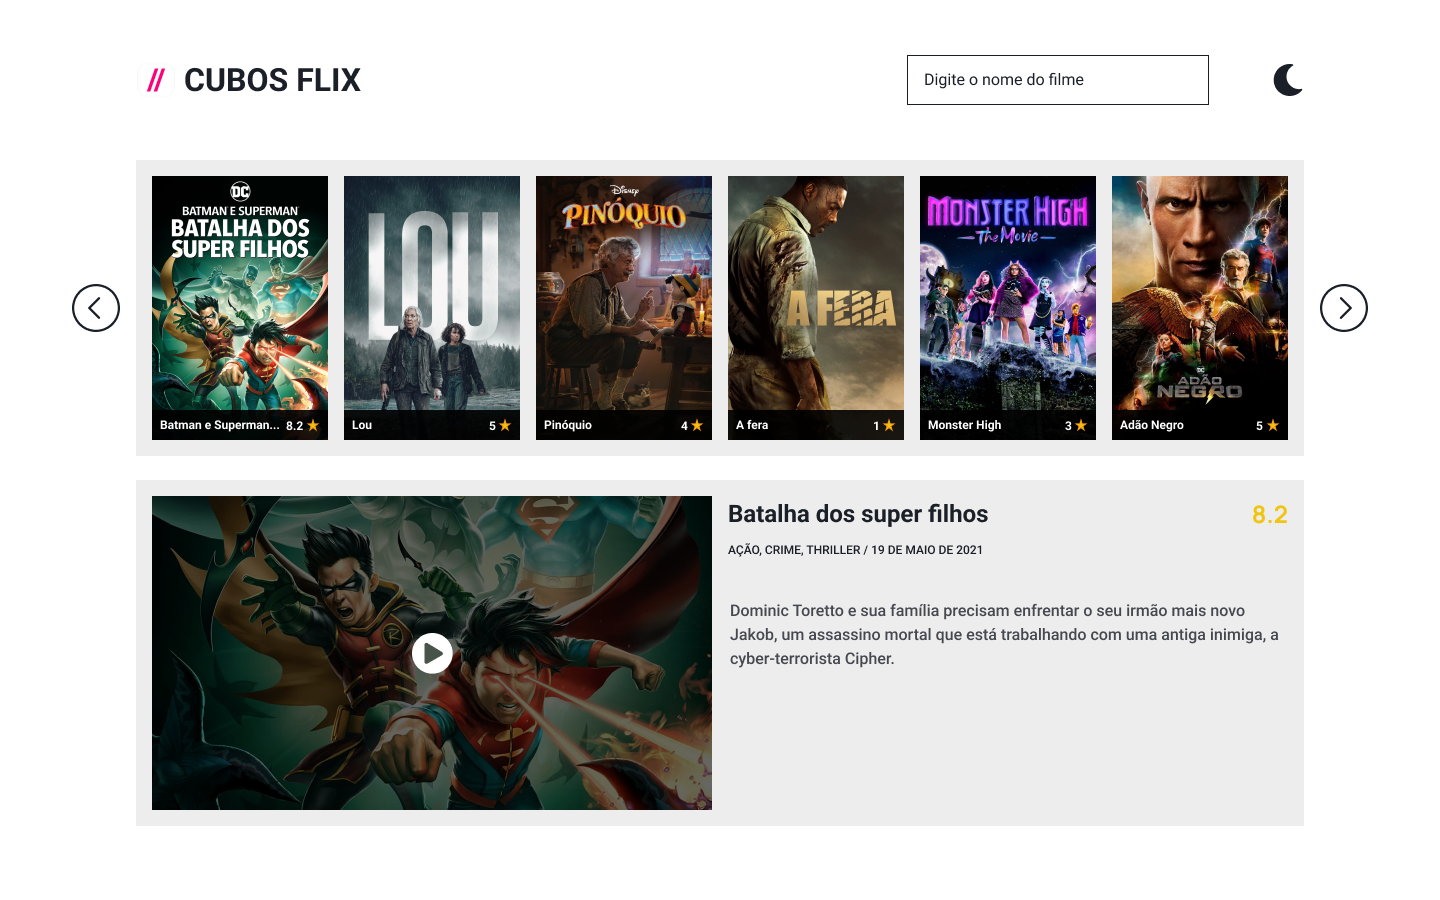 // CUBOS FLIX
Digite o nome do filme
DC
BATMAN E SUPERMAN
BATALHA DOS
SUPER FILHOS
Batman e Superman... 8.2
LOU
Lou 5
Disney
PINÓQUIO
Pinóquio 4
A FERA
A fera 1
MONSTER HIGH
The Movie
Monster High 3
DC
ADÃO
NEGRO
Adão Negro 5
R
Batalha dos super filhos 8.2
AÇÃO, CRIME, THRILLER / 19 DE MAIO DE 2021
Dominic Toretto e sua família precisam enfrentar o seu irmão mais novo
Jakob, um assassino mortal que está trabalhando com uma antiga inimiga, a
cyber-terrorista Cipher.